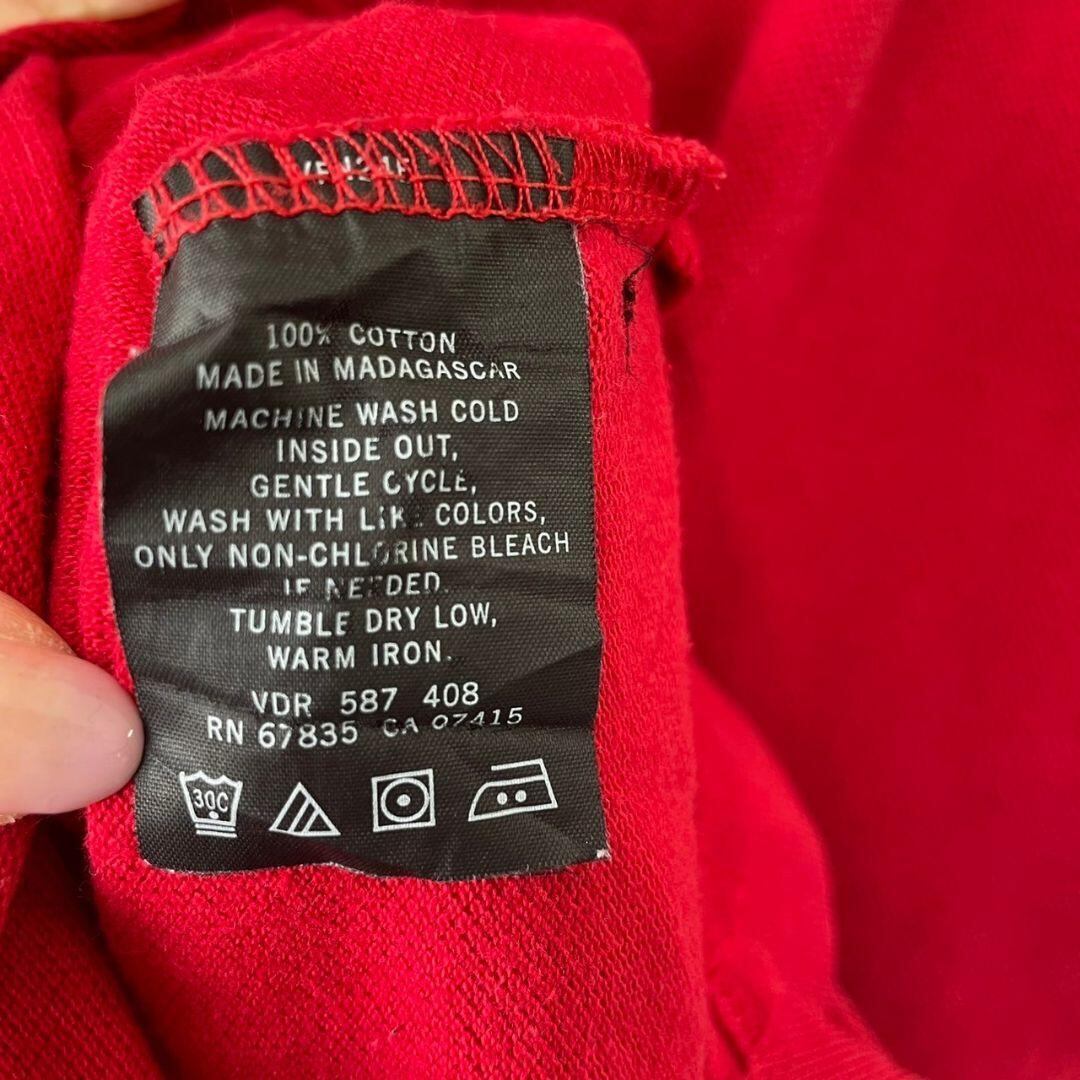 100% COTTON
MADE IN MADAGASCAR
MACHINE WASH COLD
INSIDE OUT,
GENTLE CYCLE,
WASH WITH LIKE COLORS,
ONLY NON-CHLORINE BLEACH
IF NEEDED.
TUMBLE DRY LOW,
WARM IRON.
VDR 587 408
RN 67835 CA 07415
30C